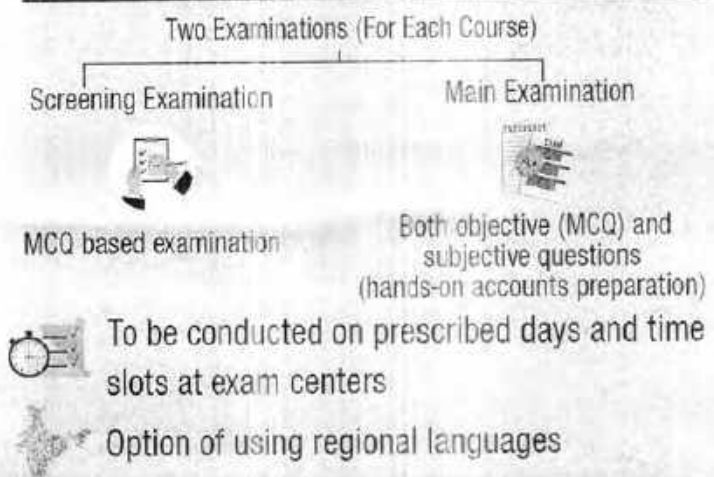 Two Examinations (For Each Course)
Screening Examination
Main Examination
MCQ based examination
Both objective (MCQ) and
subjective questions
(hands-on accounts preparation)
To be conducted on prescribed days and time
slots at exam centers
Option of using regional languages